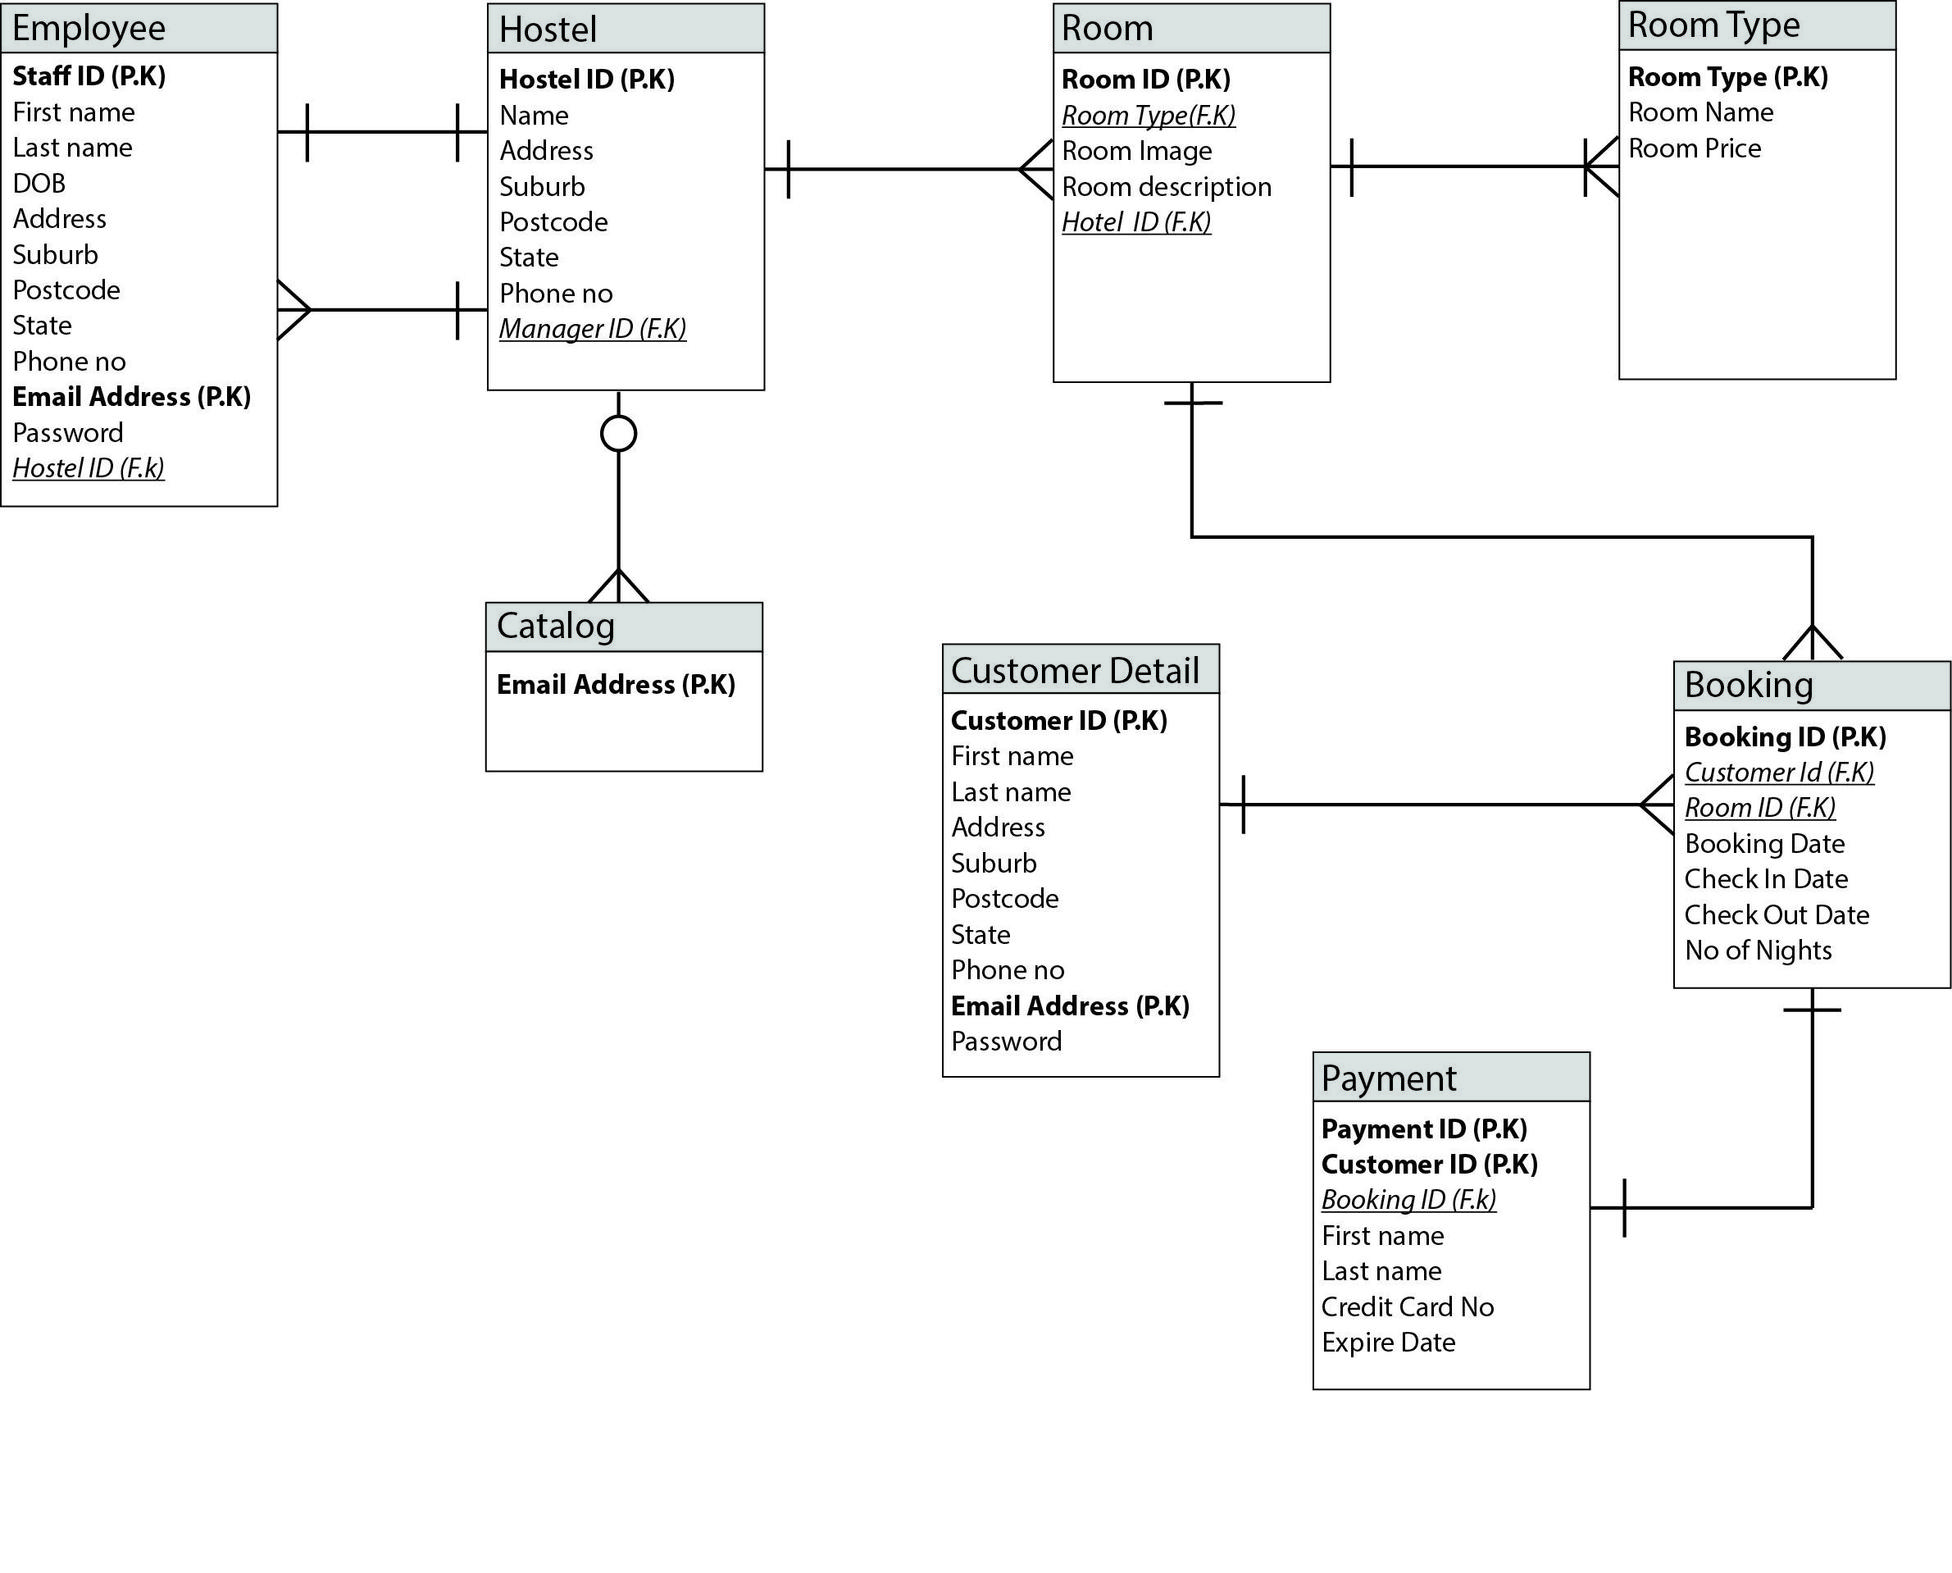 Employee
Staff ID (P.K)
First name
Last name
DOB
Address
Suburb
Postcode
State
Phone no
Email Address (P.K)
Password
Hostel ID (F.k)
Hostel
Hostel ID (P.K)
Name
Address
Suburb
Postcode
State
Phone no
Manager ID (F.K)
Room
Room ID (P.K)
Room Type(F.K)
Room Image
Room description
Hotel ID (F.K)
Room Type
Room Type (P.K)
Room Name
Room Price
Catalog
Email Address (P.K)
Customer Detail
Customer ID (P.K)
First name
Last name
Address
Suburb
Postcode
State
Phone no
Email Address (P.K)
Password
Booking
Booking ID (P.K)
Customer Id (F.K)
Room ID (F.K)
Booking Date
Check In Date
Check Out Date
No of Nights
Payment
Payment ID (P.K)
Customer ID (P.K)
Booking ID (F.k)
First name
Last name
Credit Card No
Expire Date